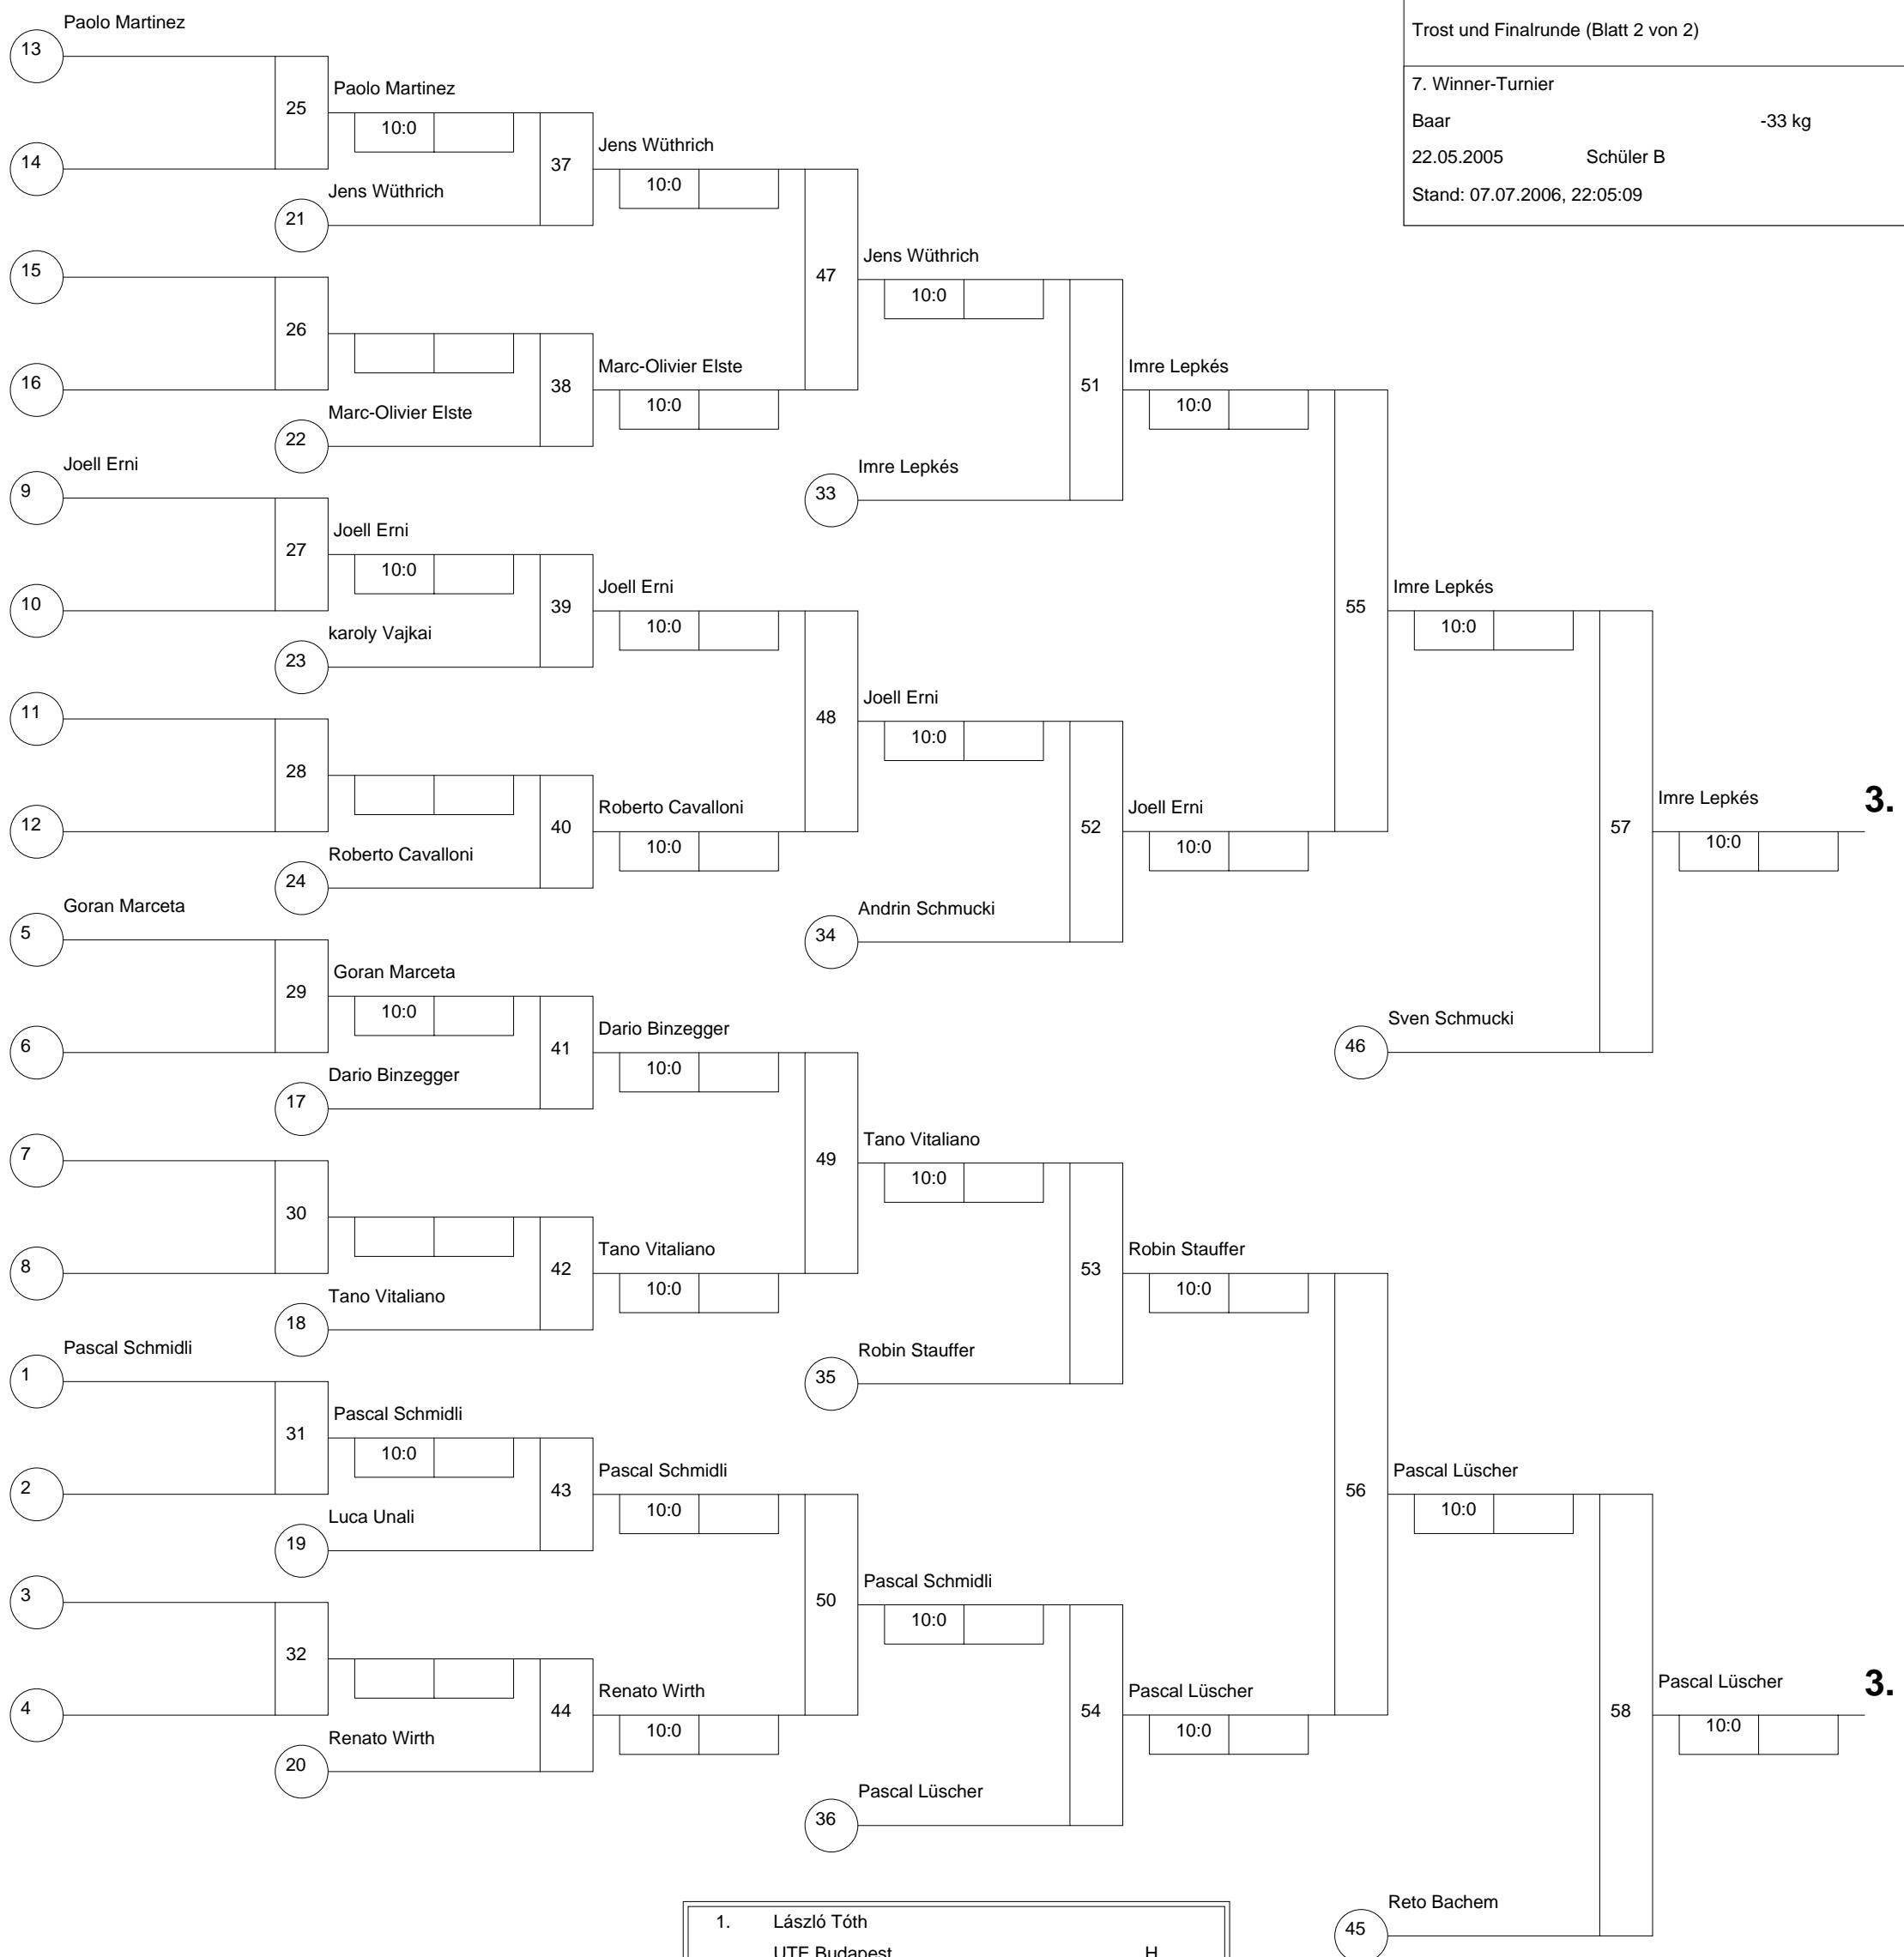 Trost und Finalrunde (Blatt 2 von 2)
7. Winner-Turnier
Baar -33 kg
22.05.2005 Schüler B
Stand: 07.07.2006, 22:05:09
Paolo Martinez
13
25
Paolo Martinez
10:0
14
37
Jens Wüthrich
10:0
Jens Wüthrich
21
15
47
Jens Wüthrich
10:0
26
16
38
Marc-Olivier Elste
10:0
Marc-Olivier Elste
22
51
Imre Lepkés
10:0
Joell Erni
9
Imre Lepkés
33
27
Joell Erni
10:0
10
39
Joell Erni
10:0
karoly Vajkai
23
55
Imre Lepkés
10:0
11
48
Joell Erni
10:0
28
12
40
Roberto Cavalloni
10:0
Roberto Cavalloni
24
52
Joell Erni
10:0
57
Imre Lepkés
3.
10:0
Goran Marceta
5
Andrin Schmucki
34
29
Goran Marceta
10:0
6
41
Dario Binzegger
10:0
Sven Schmucki
46
Dario Binzegger
17
7
49
Tano Vitaliano
10:0
30
8
42
Tano Vitaliano
10:0
Tano Vitaliano
18
53
Robin Stauffer
10:0
Pascal Schmidli
1
Robin Stauffer
35
31
Pascal Schmidli
10:0
2
43
Pascal Schmidli
10:0
Luca Unali
19
56
Pascal Lüscher
10:0
3
50
Pascal Schmidli
10:0
32
4
44
Renato Wirth
10:0
Renato Wirth
20
54
Pascal Lüscher
10:0
58
Pascal Lüscher
3.
10:0
Pascal Lüscher
36
Reto Bachem
45
1. László Tóth
UTE Budapest H